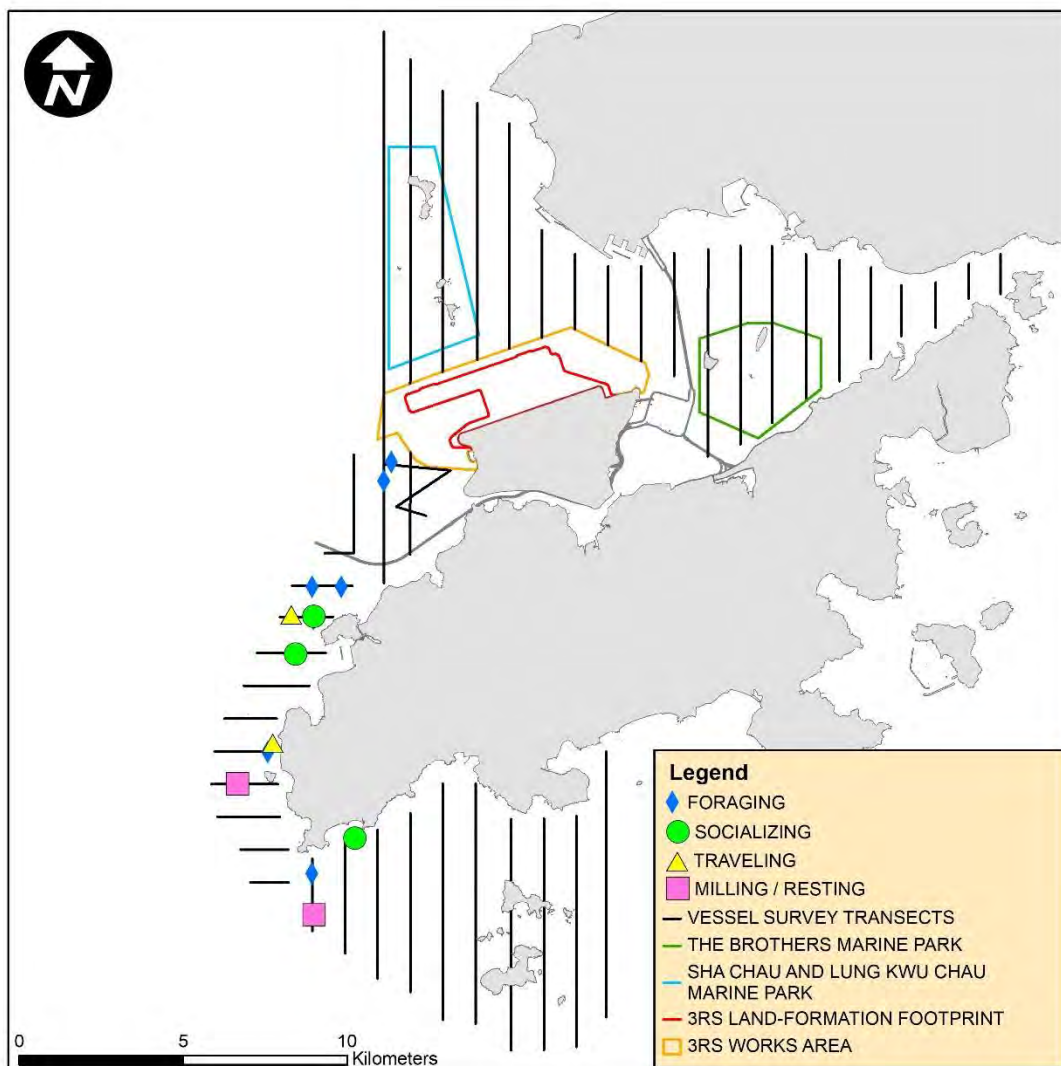 N
Legend
FORAGING
SOCIALIZING
TRAVELING
MILLING / RESTING
VESSEL SURVEY TRANSECTS
THE BROTHERS MARINE PARK
SHA CHAU AND LUNG KWU CHAU
MARINE PARK
3RS LAND-FORMATION FOOTPRINT
3RS WORKS AREA
0 5 10
Kilometers